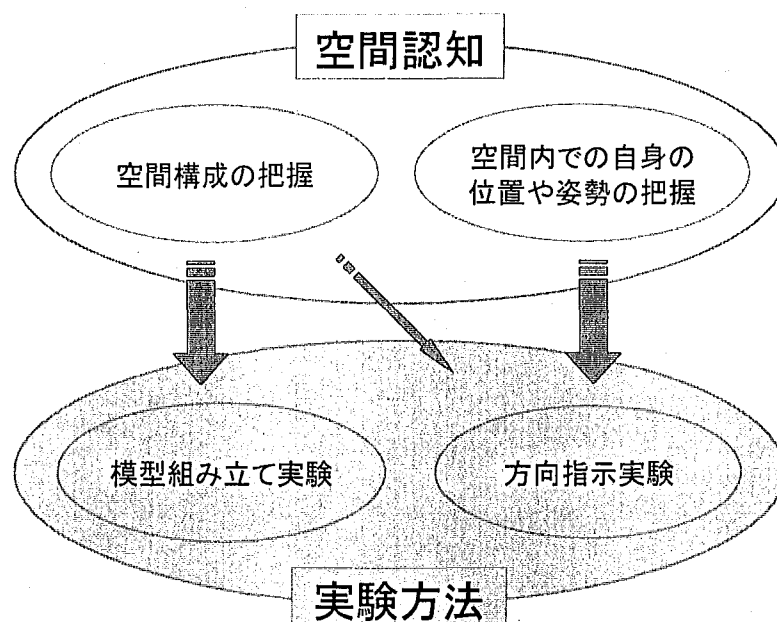 空間認知
空間構成の把握
空間内での自身の
位置や姿勢の把握
模型組み立て実験
方向指示実験
実験方法